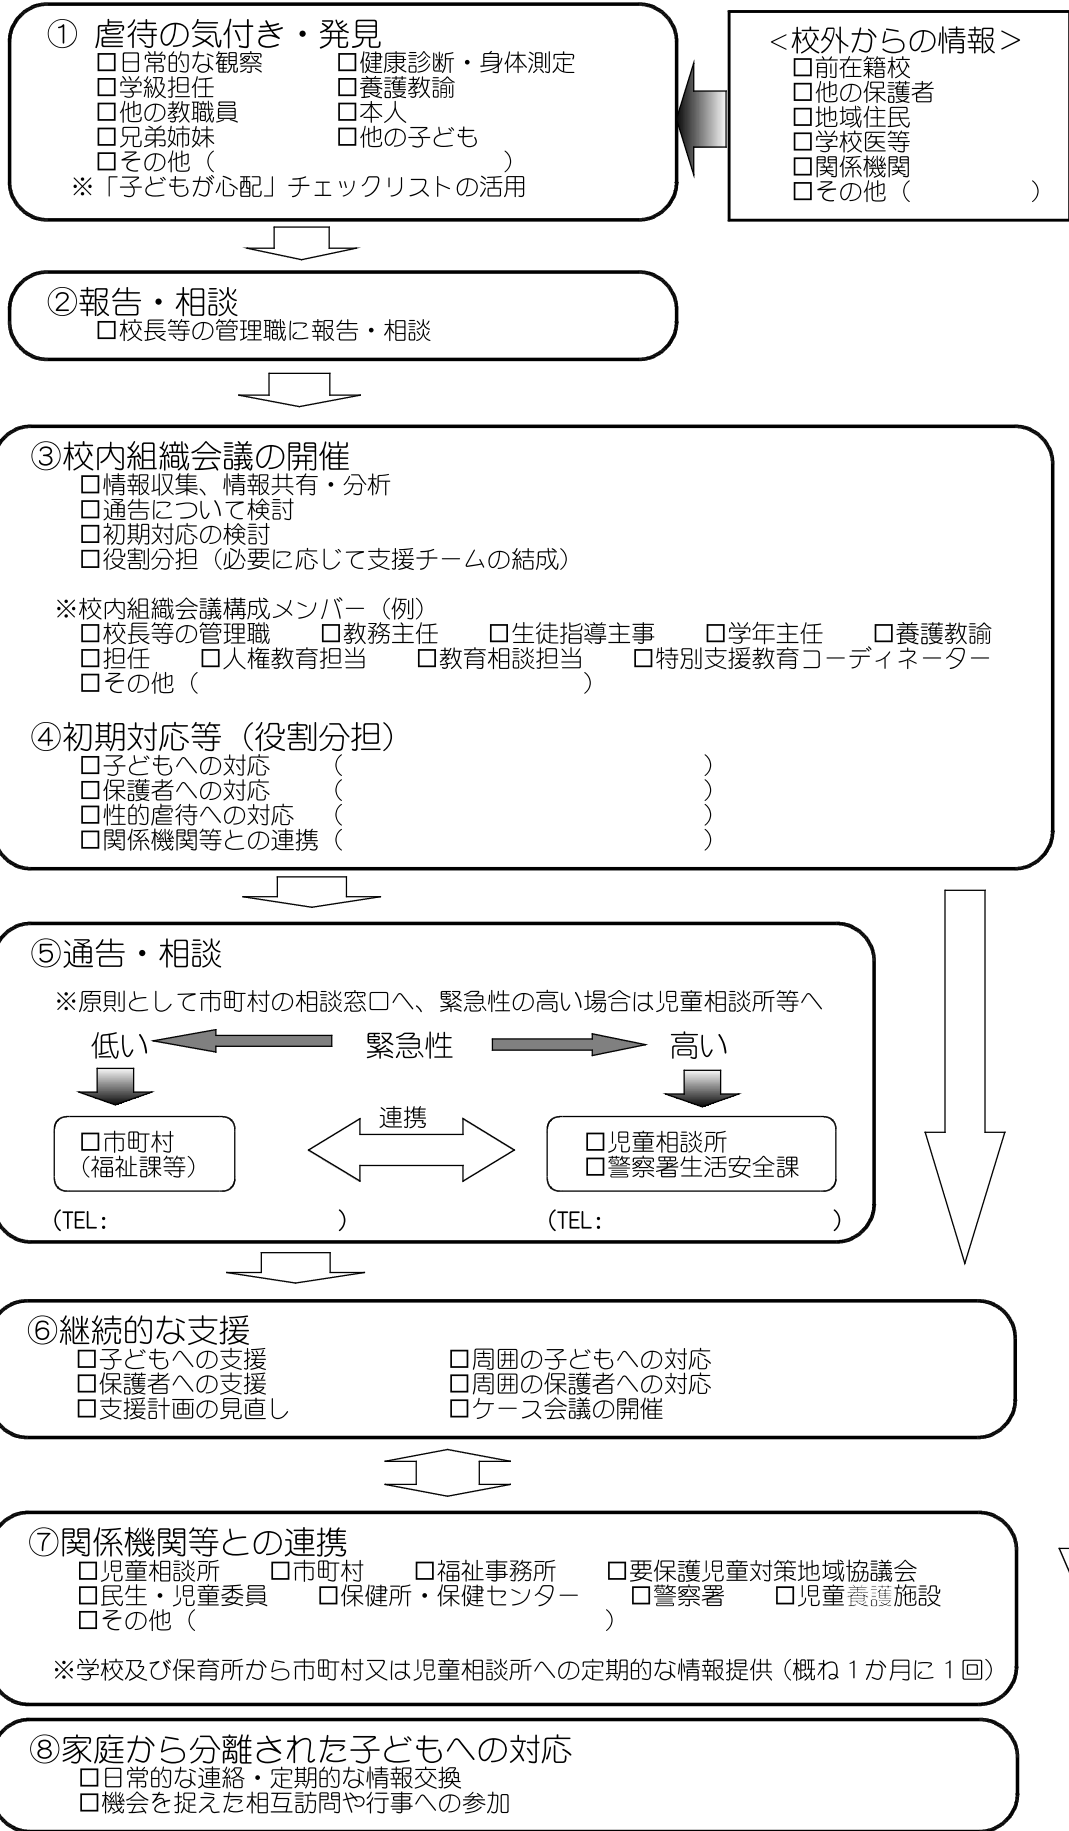 ① 虐待の気付き・発見
□日常的な観察 □健康診断・身体測定
□学級担任 □養護教諭
□他の教職員 □本人
□兄弟姉妹 □他の子ども
□その他（ ）
※「子どもが心配」チェックリストの活用
＜校外からの情報＞
□前在籍校
□他の保護者
□地域住民
□学校医等
□関係機関
□その他（ ）
②報告・相談
□校長等の管理職に報告・相談
③校内組織会議の開催
□情報収集、情報共有・分析
□通告について検討
□初期対応の検討
□役割分担（必要に応じて支援チームの結成）
※校内組織会議構成メンバー（例）
□校長等の管理職 □教務主任 □生徒指導主事 □学年主任 □養護教諭
□担任 □人権教育担当 □教育相談担当 □特別支援教育コーディネーター
□その他（ ）
④初期対応等（役割分担）
□子どもへの対応 （ ）
□保護者への対応 （ ）
□性的虐待への対応 （ ）
□関係機関等との連携（ ）
⑤通告・相談
※原則として市町村の相談窓口へ、緊急性の高い場合は児童相談所等へ
低い 緊急性 高い
連携
□市町村
（福祉課等）
□児童相談所
□警察署生活安全課
（TEL： ） （TEL： ）
⑥継続的な支援
□子どもへの支援 □周囲の子どもへの対応
□保護者への支援 □周囲の保護者への対応
□支援計画の見直し □ケース会議の開催
⑦関係機関等との連携
□児童相談所 □市町村 □福祉事務所 □要保護児童対策地域協議会
□民生・児童委員 □保健所・保健センター □警察署 □児童養護施設
□その他（ ）
※学校及び保育所から市町村又は児童相談所への定期的な情報提供（概ね１か月に１回）
⑧家庭から分離された子どもへの対応
□日常的な連絡・定期的な情報交換
□機会を捉えた相互訪問や行事への参加